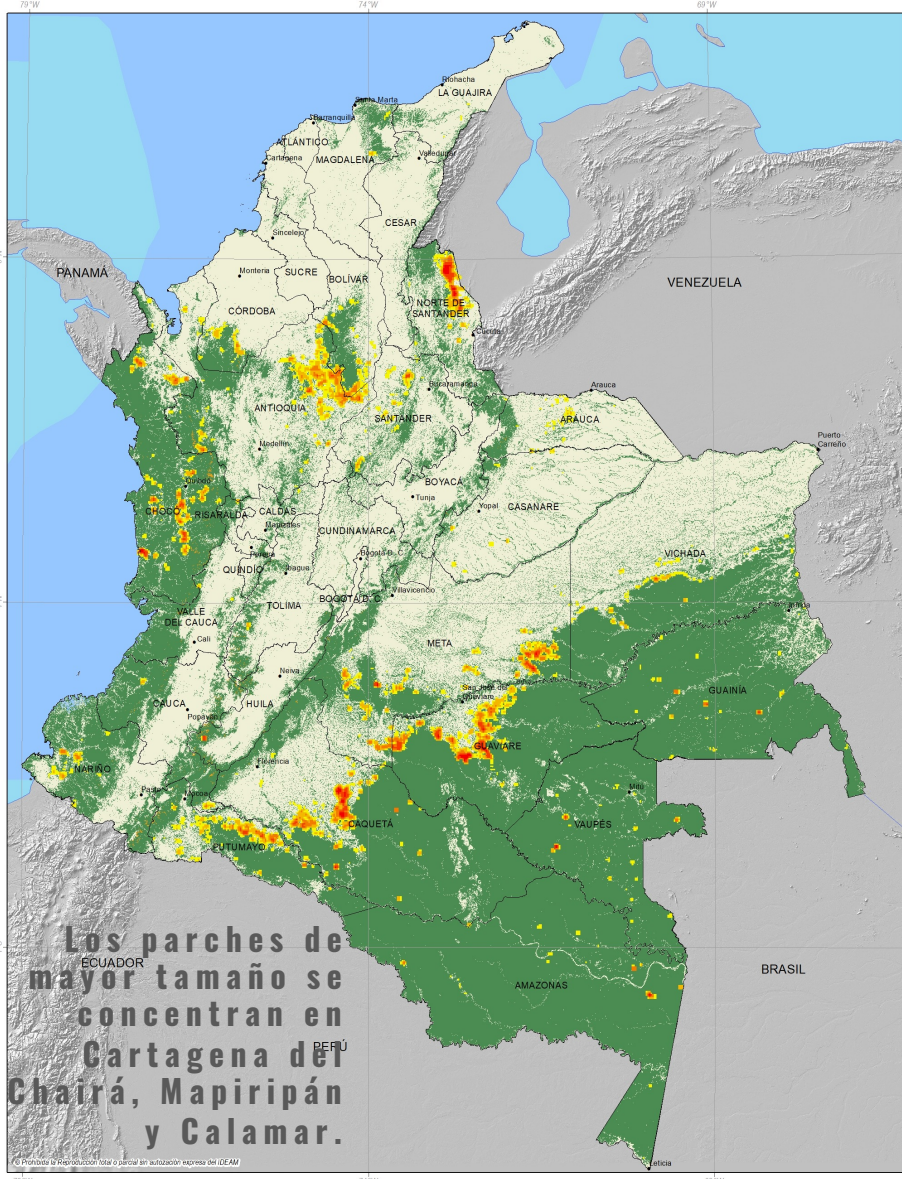 79°W
74°W
69°W
Riohacha
LA GUAJIRA
Santa Marta
Barranquilla
ATLÁNTICO
Cartagena
MAGDALENA
Valledupar
CESAR
Sincelejo
PANAMÁ
Montería
SUCRE
BOLÍVAR
VENEZUELA
CÓRDOBA
NORTE DE
SANTANDER
Cúcuta
Bucaramanga
Arauca
ANTIOQUIA
SANTANDER
ARAUCA
Puerto
Carreño
Medellín
BOYACÁ
Quibdó
Tunja
CHOCÓ
RISARALDA
CALDAS
Yopal
CASANARE
Manizales
CUNDINAMARCA
Pereira
Bogotá D. C.
VICHADA
QUINDÍO
Ibagué
Villavicencio
BOGOTÁ D. C.
TOLIMA
Inírida
VALLE
DEL CAUCA
Cali
META
Neiva
San José del
Guaviare
GUAINÍA
CAUCA
HUILA
Popayán
GUAVIARE
Florencia
NARIÑO
Pasto
Mocoa
Mitú
CAQUETÁ
VAUPÉS
PUTUMAYO
Los parches de
mayor tamaño se
concentran en
Cartagena del
Chairá, Mapiripán
y Calamar.
ECUADOR
BRASIL
AMAZONAS
PERÚ
Leticia
© Prohibida la Reproducción total o parcial sin autozación expresa del IDEAM